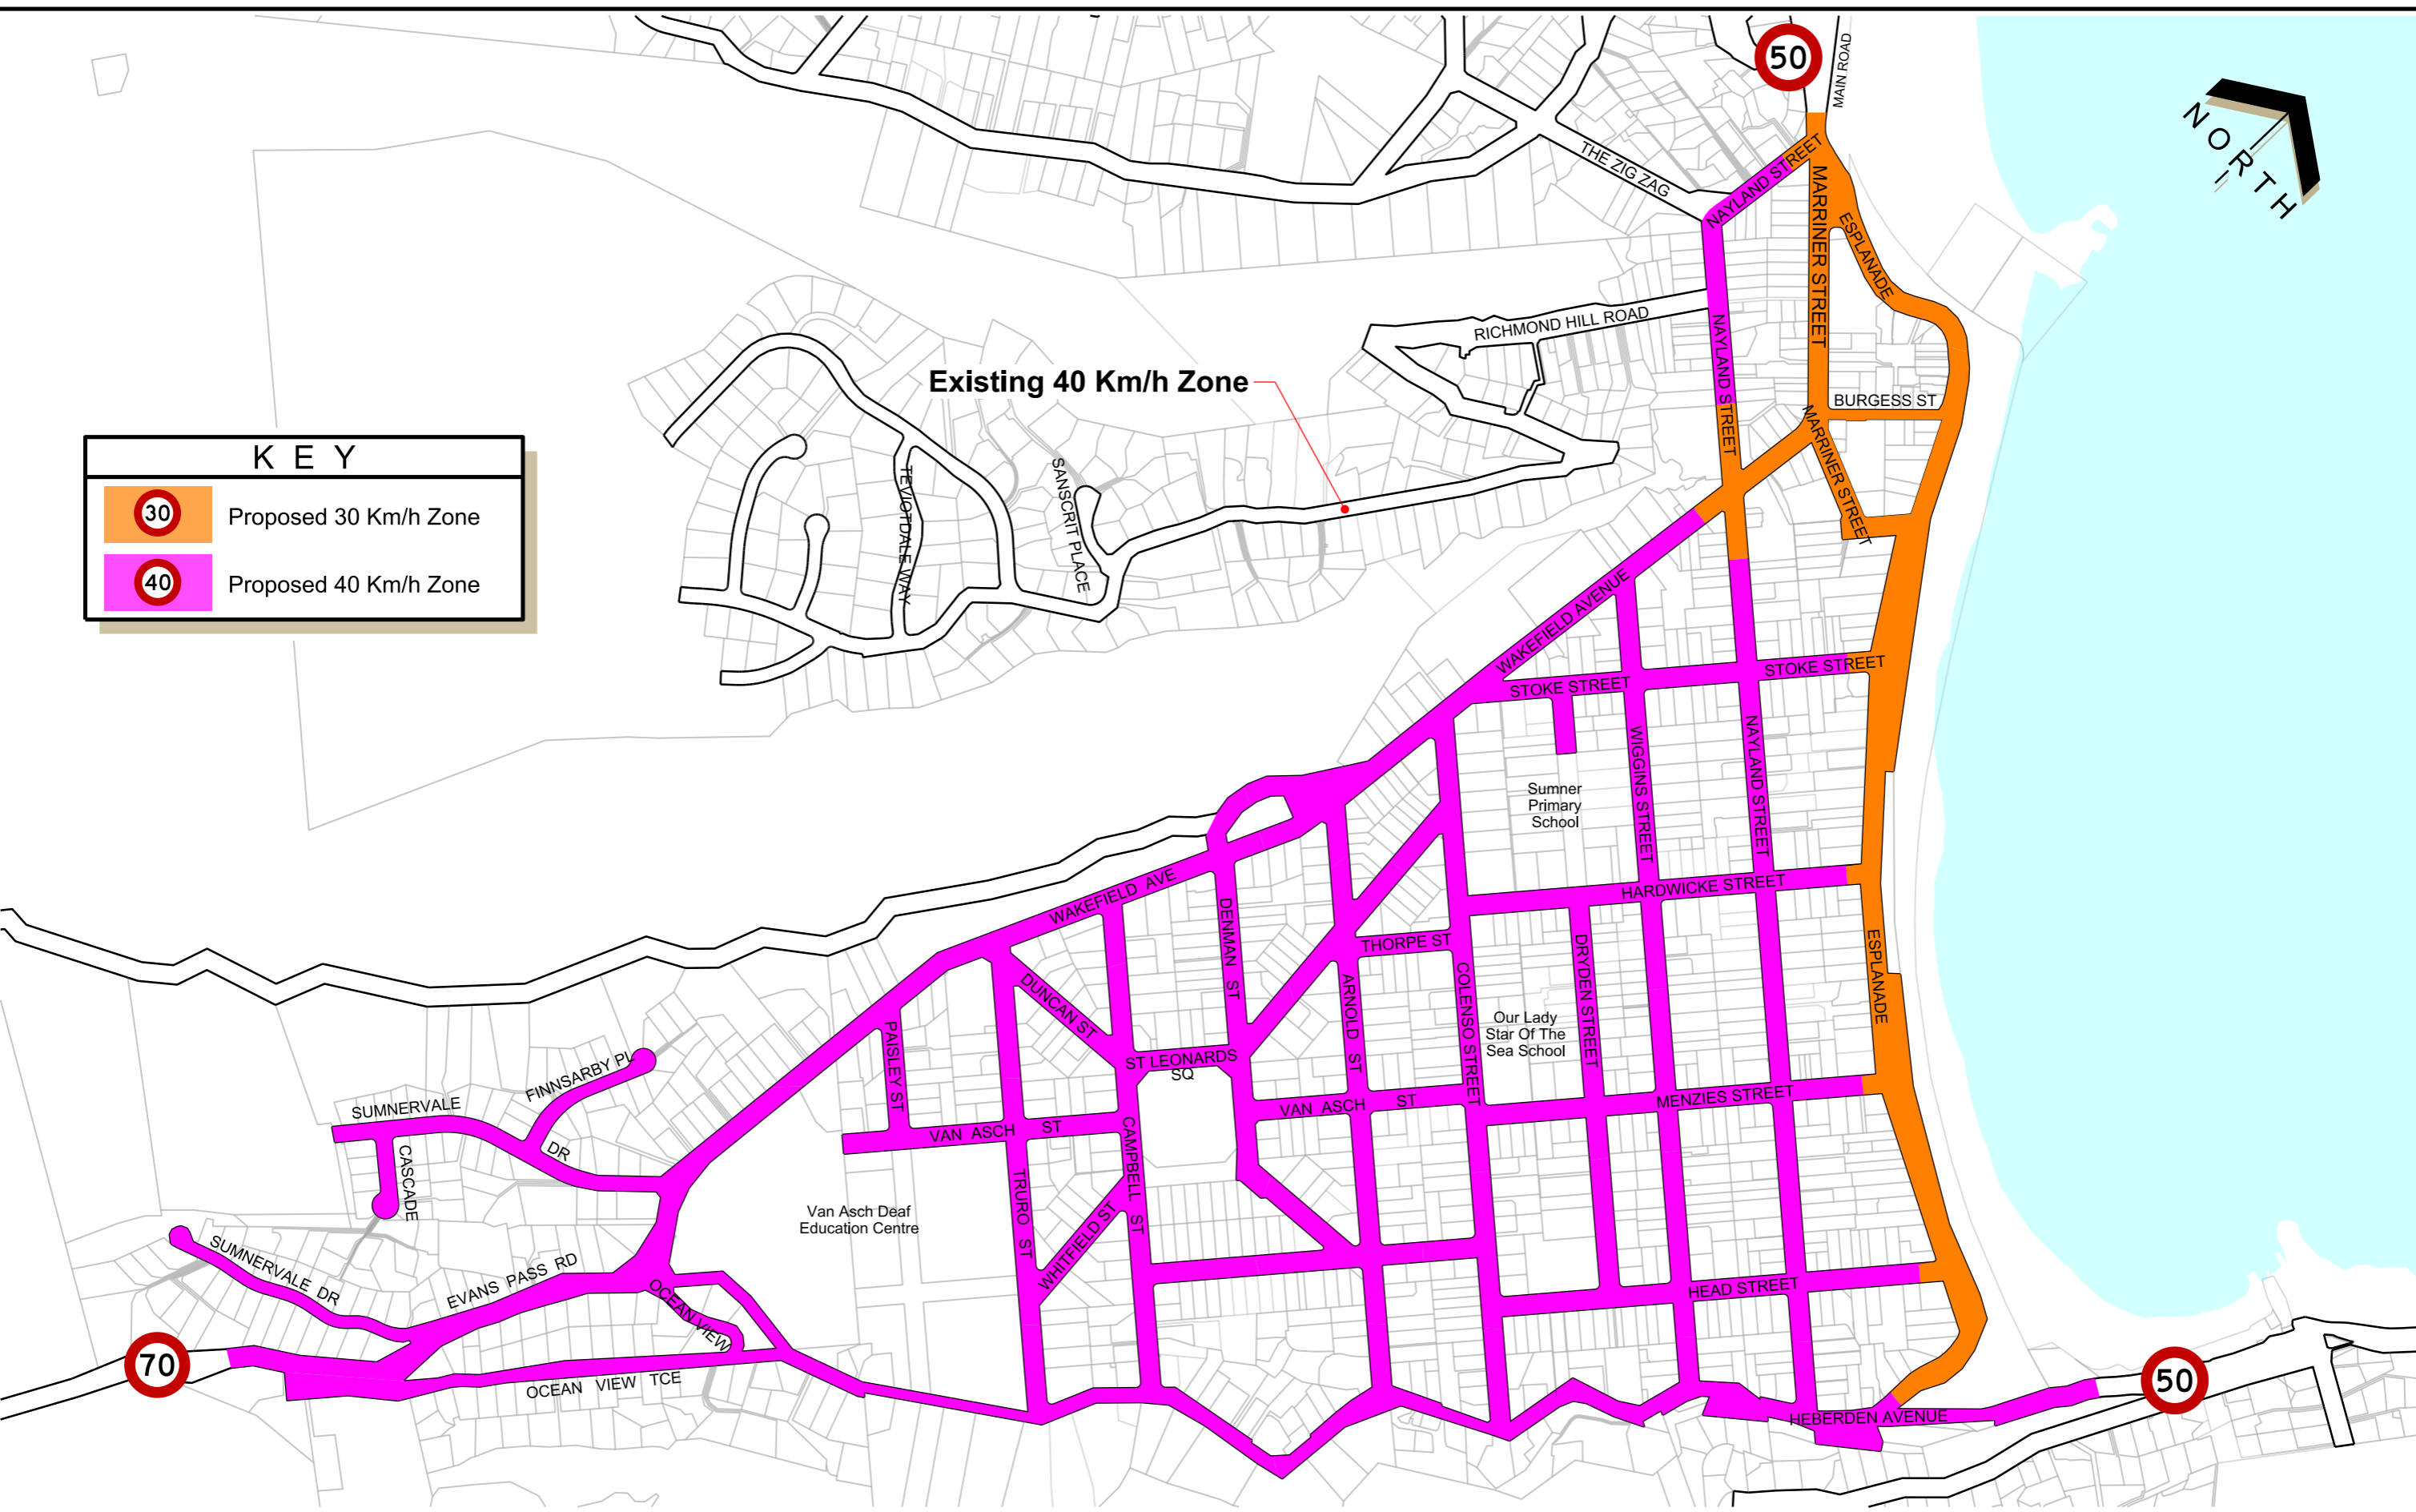 50
MAIN ROAD
NORTH
THE ZIG ZAG
NAYLAND STREET
MARRINER STREET
ESPLANADE
RICHMOND HILL ROAD
NAYLAND STREET
Existing 40 Km/h Zone
BURGESS ST
MARRINER STREET
KEY
30 Proposed 30 Km/h Zone
40 Proposed 40 Km/h Zone
TEVIOTDALE WAY
SANSCRIT PLACE
WAKEFIELD AVENUE
STOKE STREET
STOKE STREET
WIGGINS STREET
NAYLAND STREET
Sumner
Primary
School
WAKEFIELD AVE
HARDWICKE STREET
DENMAN ST
THORPE ST
DRYDEN STREET
ESPLANADE
DUNCAN ST
ARNOLD ST
COLENSO STREET
Our Lady
Star Of The
Sea School
PAISLEY ST
ST LEONARDS
SQ
FINNSARBY PL
SUMNERVALE
DR
CASCADE
VAN ASCH ST
VAN ASCH ST
MENZIES STREET
CAMPBELL ST
TRURO ST
WHITFIELD ST
Van Asch Deaf
Education Centre
SUMNERVALE DR
EVANS PASS RD
OCEAN VIEW
HEAD STREET
70
OCEAN VIEW TCE
HEBERDEN AVENUE
50